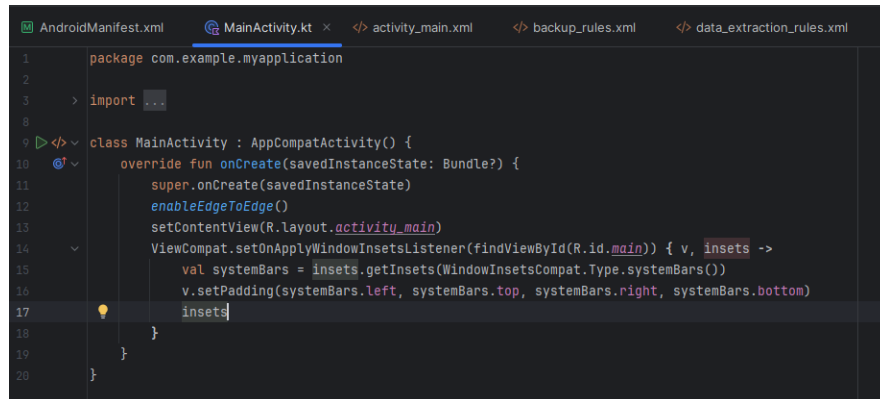 AndroidManifest.xml MainActivity.kt × activity_main.xml backup_rules.xml data_extraction_rules.xml
1 package com.example.myapplication
2
3 > import ...
8
9 class MainActivity : AppCompatActivity() {
10 override fun onCreate(savedInstanceState: Bundle?) {
11 super.onCreate(savedInstanceState)
12 enableEdgeToEdge()
13 setContentView(R.layout.activity_main)
14 ViewCompat.setOnApplyWindowInsetsListener(findViewById(R.id.main)) { v, insets ->
15 val systemBars = insets.getInsets(WindowInsetsCompat.Type.systemBars())
16 v.setPadding(systemBars.left, systemBars.top, systemBars.right, systemBars.bottom)
17 insets
18 }
19 }
20 }